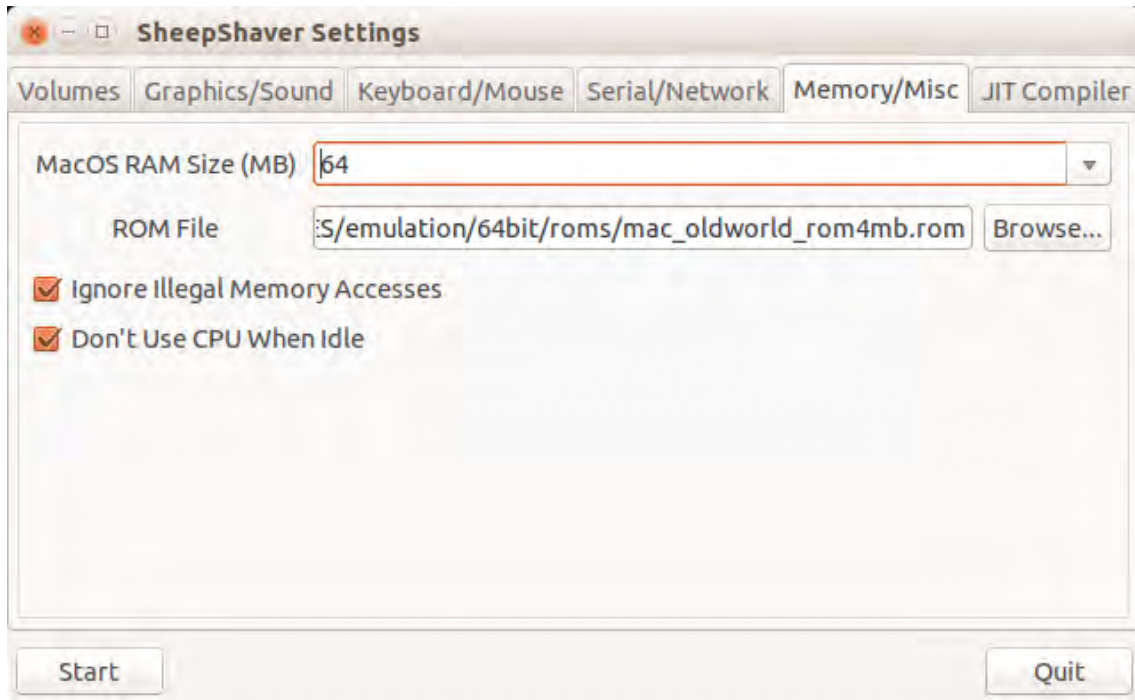 SheepShaver Settings
Volumes Graphics/Sound Keyboard/Mouse Serial/Network Memory/Misc JIT Compiler
MacOS RAM Size (MB) 64
ROM File S/emulation/64bit/roms/mac_oldworld_rom4mb.rom Browse...
Ignore Illegal Memory Accesses
Don't Use CPU When Idle
Start Quit